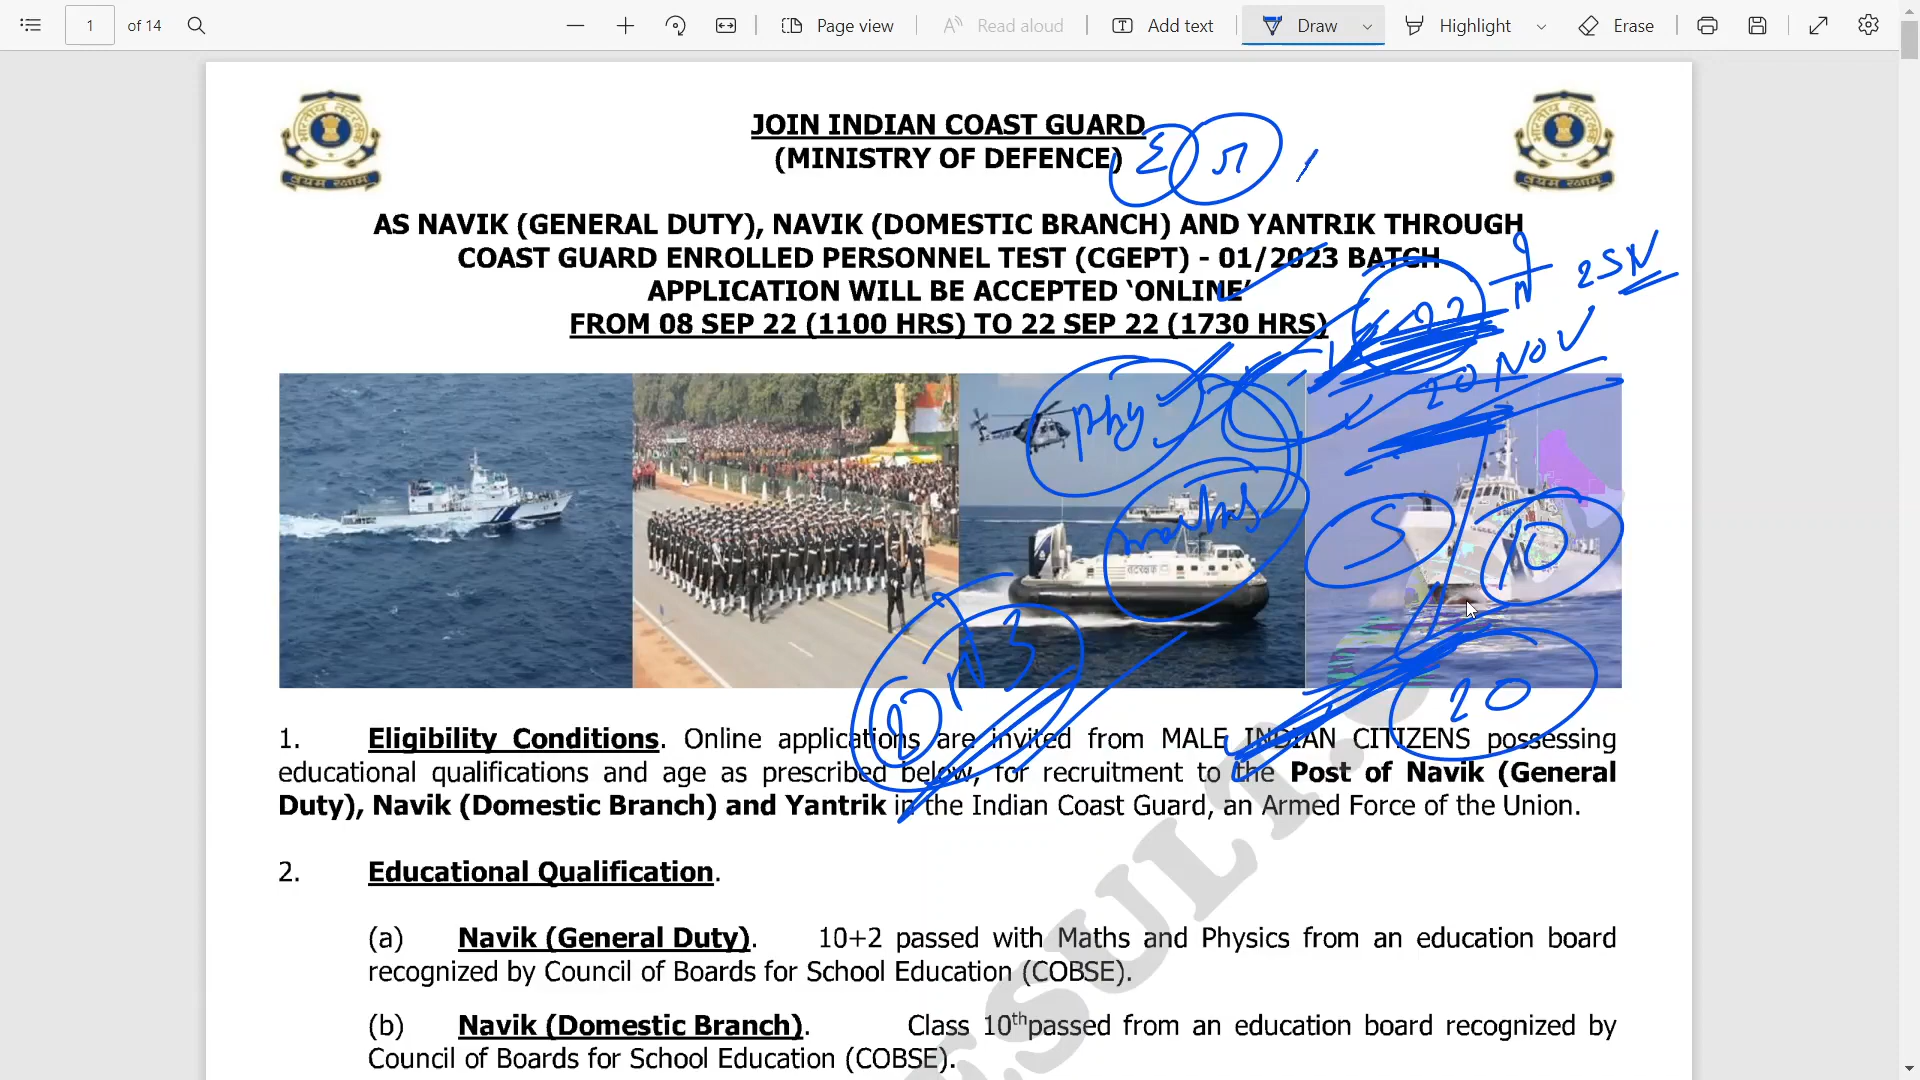 1 of 14 Page view Read aloud Add text Draw Highlight Erase
JOIN INDIAN COAST GUARD
(MINISTRY OF DEFENCE)
AS NAVIK (GENERAL DUTY), NAVIK (DOMESTIC BRANCH) AND YANTRIK THROUGH
COAST GUARD ENROLLED PERSONNEL TEST (CGEPT) - 01/2023 BATCH
25N
APPLICATION WILL BE ACCEPTED ‘ONLINE’
FROM 08 SEP 22 (1100 HRS) TO 22 SEP 22 (1730 HRS)
20 NOV
Phy
maths
S
10
20
1. Eligibility Conditions. Online applications are invited from MALE INDIAN CITIZENS possessing
educational qualifications and age as prescribed below, for recruitment to the Post of Navik (General
Duty), Navik (Domestic Branch) and Yantrik in the Indian Coast Guard, an Armed Force of the Union.
2. Educational Qualification.
(a) Navik (General Duty). 10+2 passed with Maths and Physics from an education board
recognized by Council of Boards for School Education (COBSE).
(b) Navik (Domestic Branch). Class 10th passed from an education board recognized by
Council of Boards for School Education (COBSE).